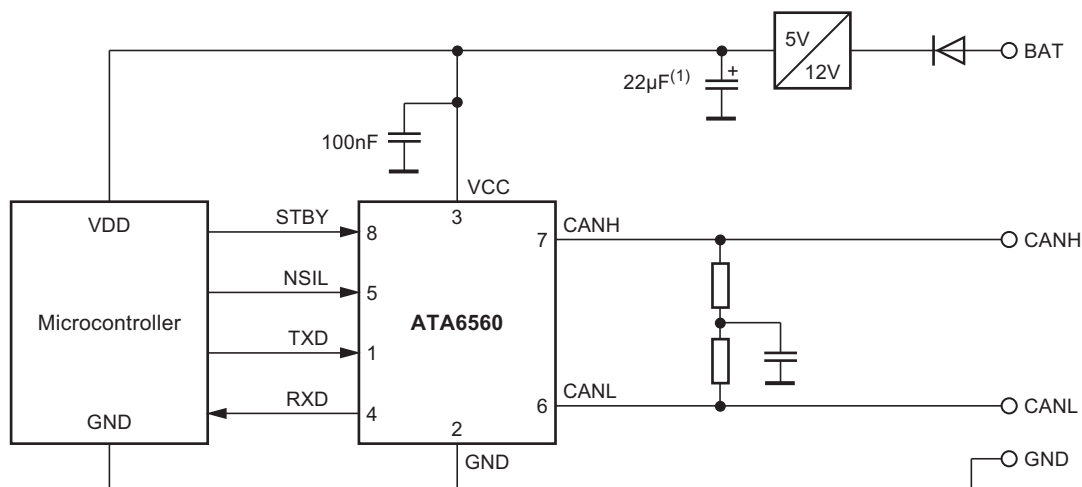 5V
12V
BAT
22µF(1)
+
100nF
VCC
VDD
STBY
8
3
CANH
7
CANH
NSIL
5
Microcontroller
ATA6560
TXD
1
RXD
4
CANL
6
CANL
GND
2
GND
GND